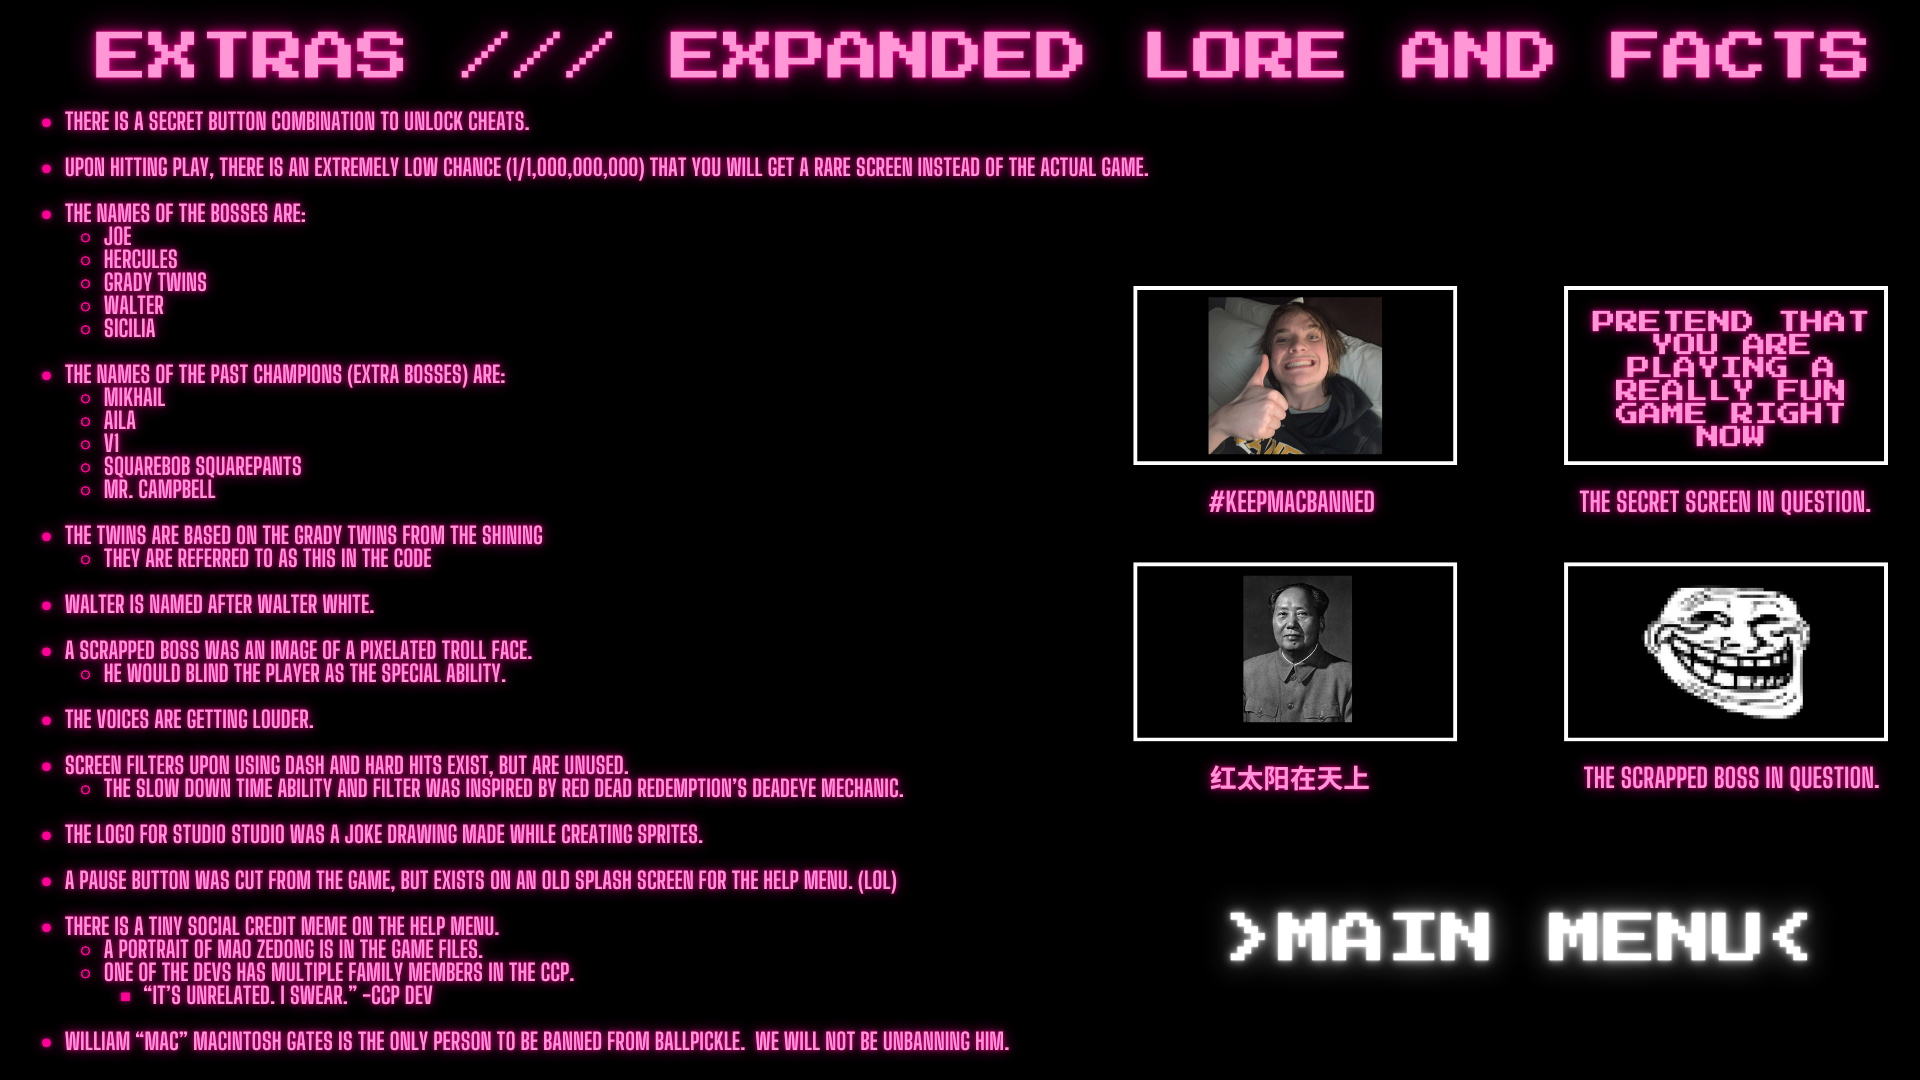 EXTRAS /// EXPANDED LORE AND FACTS
THERE IS A SECRET BUTTON COMBINATION TO UNLOCK CHEATS.
UPON HITTING PLAY, THERE IS AN EXTREMELY LOW CHANCE (1/1,000,000,000) THAT YOU WILL GET A RARE SCREEN INSTEAD OF THE ACTUAL GAME.
THE NAMES OF THE BOSSES ARE:
JOE
HERCULES
GRADY TWINS
WALTER
SICILIA
THE NAMES OF THE PAST CHAMPIONS (EXTRA BOSSES) ARE:
MIKHAIL
AILA
V1
SQUAREBOB SQUAREPANTS
MR. CAMPBELL
THE TWINS ARE BASED ON THE GRADY TWINS FROM THE SHINING
THEY ARE REFERRED TO AS THIS IN THE CODE
WALTER IS NAMED AFTER WALTER WHITE.
A SCRAPPED BOSS WAS AN IMAGE OF A PIXELATED TROLL FACE.
HE WOULD BLIND THE PLAYER AS THE SPECIAL ABILITY.
THE VOICES ARE GETTING LOUDER.
SCREEN FILTERS UPON USING DASH AND HARD HITS EXIST, BUT ARE UNUSED.
THE SLOW DOWN TIME ABILITY AND FILTER WAS INSPIRED BY RED DEAD REDEMPTION'S DEADEYE MECHANIC.
THE LOGO FOR STUDIO STUDIO WAS A JOKE DRAWING MADE WHILE CREATING SPRITES.
A PAUSE BUTTON WAS CUT FROM THE GAME, BUT EXISTS ON AN OLD SPLASH SCREEN FOR THE HELP MENU. (LOL)
THERE IS A TINY SOCIAL CREDIT MEME ON THE HELP MENU.
A PORTRAIT OF MAO ZEDONG IS IN THE GAME FILES.
ONE OF THE DEVS HAS MULTIPLE FAMILY MEMBERS IN THE CCP.
“IT'S UNRELATED. I SWEAR.” -CCP DEV
WILLIAM “MAC” MACINTOSH GATES IS THE ONLY PERSON TO BE BANNED FROM BALLPICKLE. WE WILL NOT BE UNBANNING HIM.
#KEEPMACBANNED
PRETEND THAT
YOU ARE
PLAYING A
REALLY FUN
GAME RIGHT
NOW
THE SECRET SCREEN IN QUESTION.
红太阳在天上
THE SCRAPPED BOSS IN QUESTION.
>MAIN MENU<